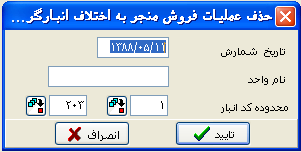 حذف عملیات فروش منجر به اختلاف انبارگر...
تاریخ شمارش ۱۳۸۸/۰۵/۱۱
نام واحد
محدوده کد انبار ۱ ۲۰۳
تایید انصراف